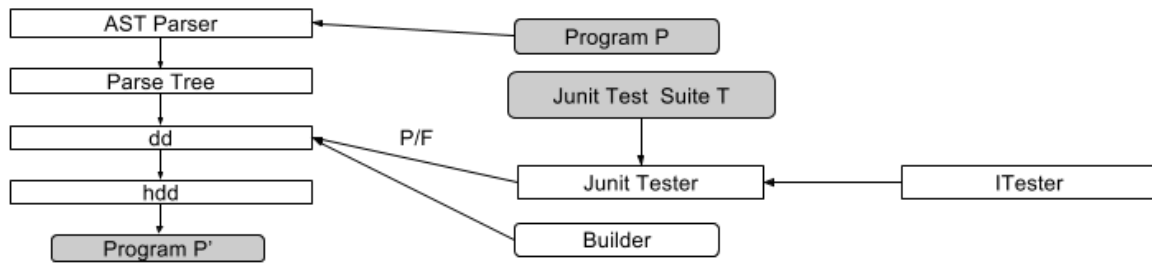 AST Parser
Program P
Parse Tree
Junit Test Suite T
dd
P/F
Junit Tester
ITester
hdd
Builder
Program P'